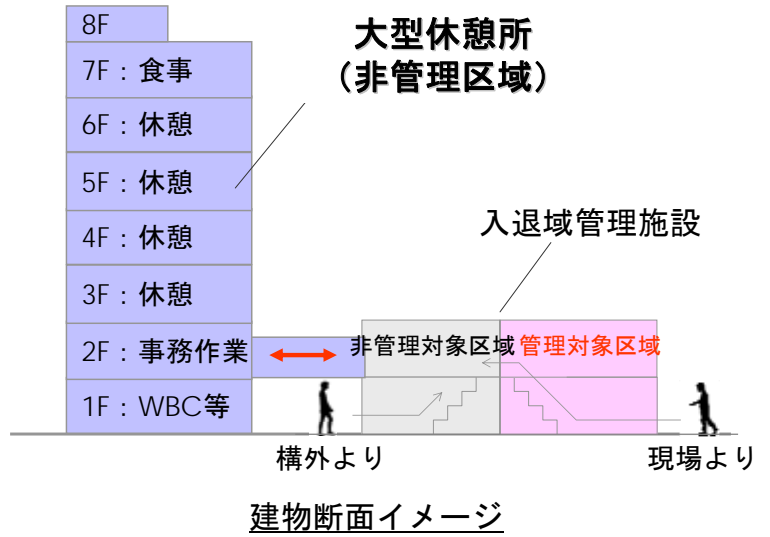 8F
大型休憩所
（非管理区域）
7F：食事
6F：休憩
5F：休憩
4F：休憩
3F：休憩
2F：事務作業
1F：WBC等
入退域管理施設
非管理対象区域
管理対象区域
構外より
現場より
建物断面イメージ